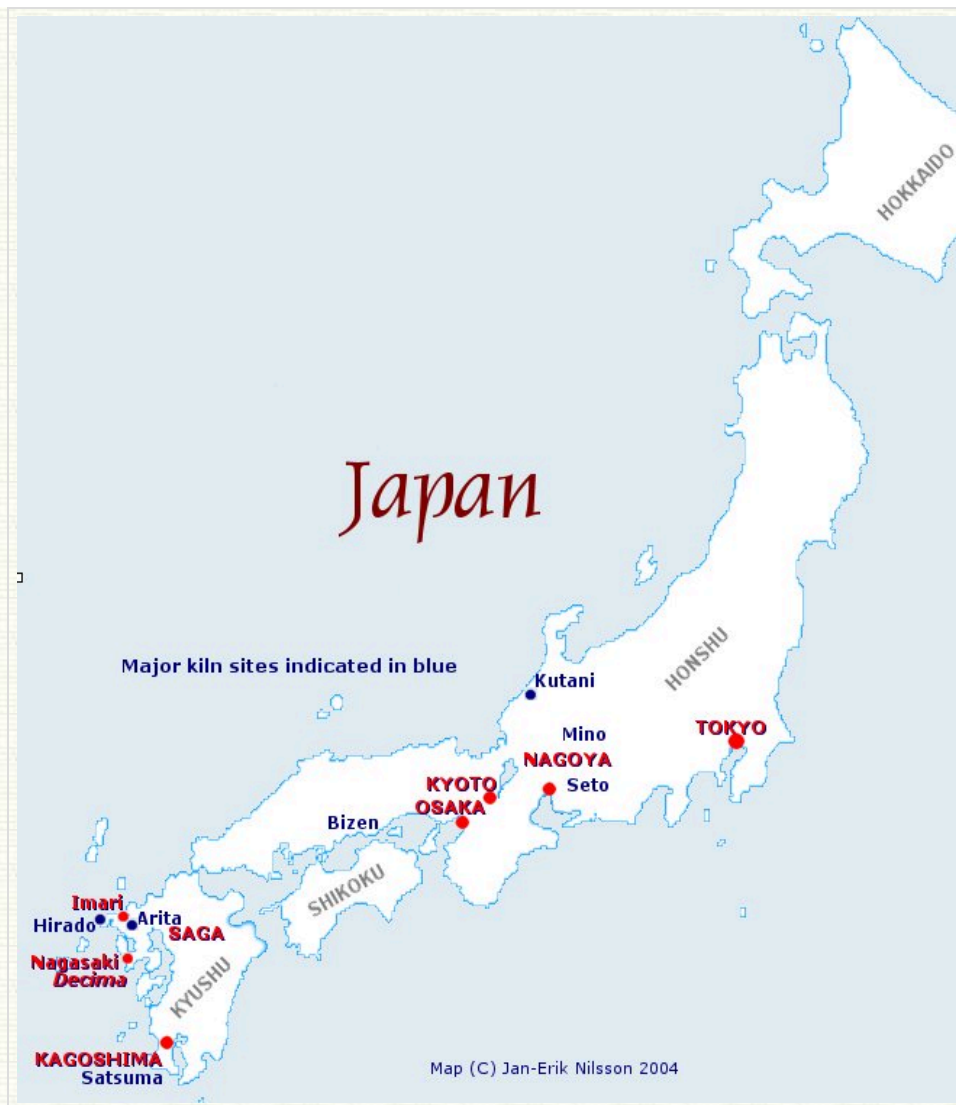 HOKKAIDO
Japan
HONSHU
Major kiln sites indicated in blue
Kutani
Mino
TOKYO
NAGOYA
KYOTO
Seto
OSAKA
Bizen
SHIKOKU
Imari
Hirado
Arita
SAGA
Nagasaki
Decima
KYUSHU
KAGOSHIMA
Satsuma
Map (C) Jan-Erik Nilsson 2004